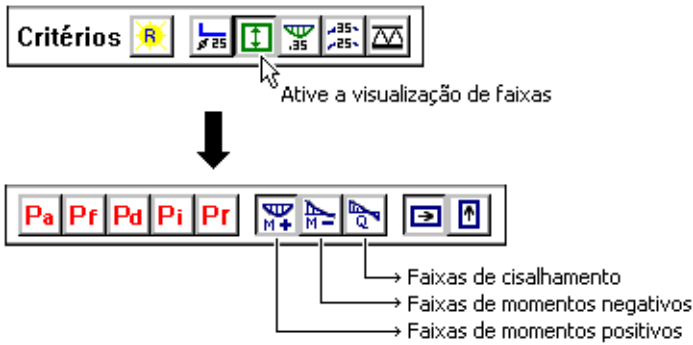 Critérios R ø 25 .35 .35 .25
Ative a visualização de faixas
Pa Pf Pd Pi Pr M+ M- Q
Faixas de cisalhamento
Faixas de momentos negativos
Faixas de momentos positivos